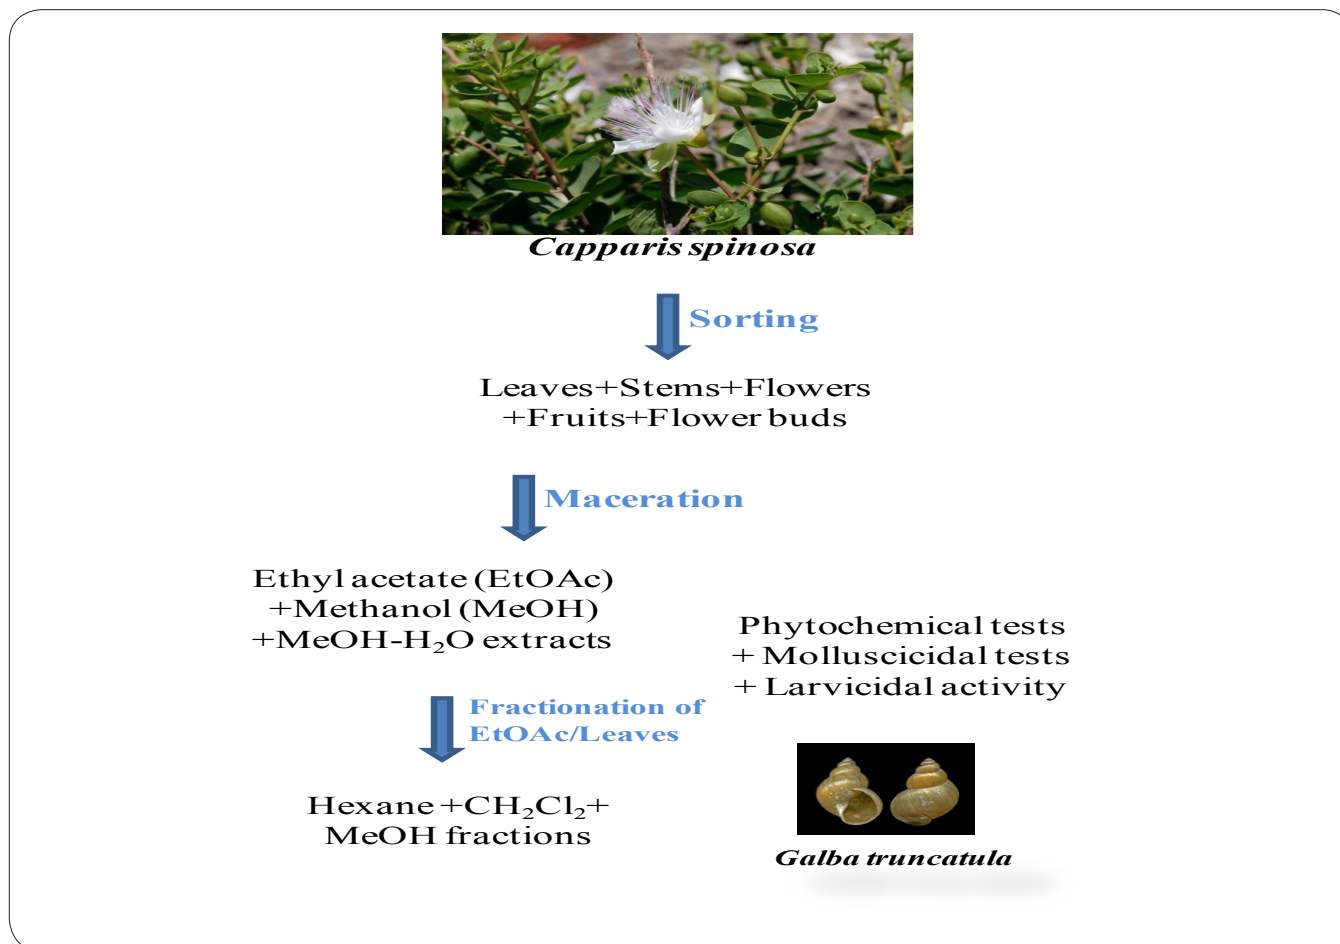 Capparis spinosa
Sorting
Leaves+Stems+Flowers
+Fruits+Flower buds
Maceration
Ethyl acetate (EtOAc)
+Methanol (MeOH)
+MeOH-H₂O extracts
Phytochemical tests
+ Molluscicidal tests
+ Larvicidal activity
Fractionation of
EtOAc/Leaves
Hexane +CH₂Cl₂+
MeOH fractions
Galba truncatula